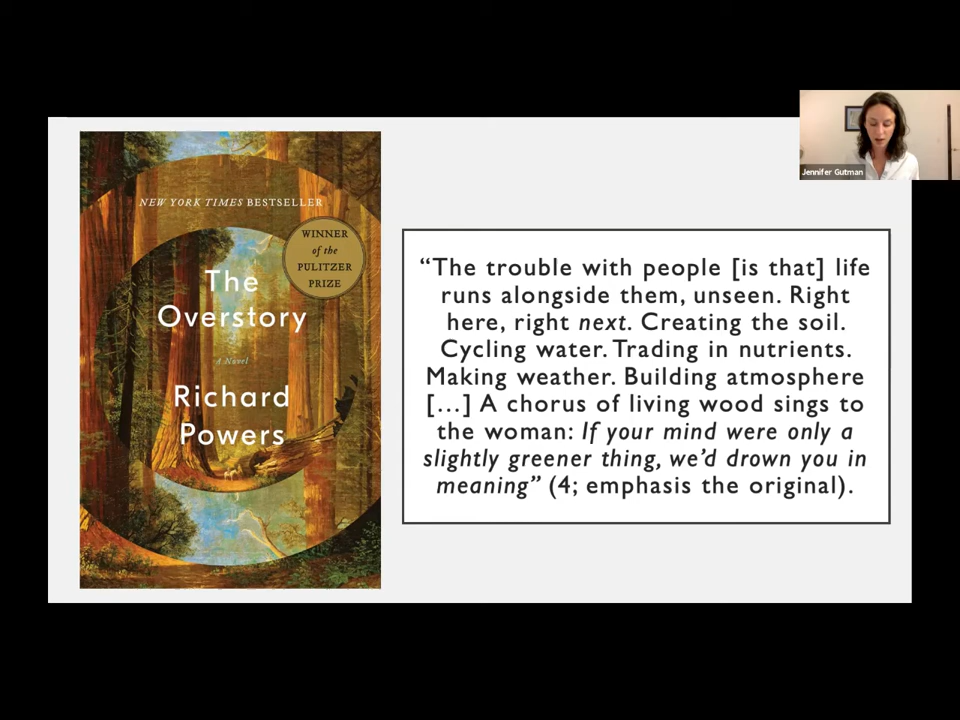 NEW YORK TIMES BESTSELLER
WINNER
of the
PULITZER
PRIZE
The
Overstory
A Novel
Richard
Powers
“The trouble with people [is that] life
runs alongside them, unseen. Right
here, right next. Creating the soil.
Cycling water. Trading in nutrients.
Making weather. Building atmosphere
[…] A chorus of living wood sings to
the woman: If your mind were only a
slightly greener thing, we’d drown you in
meaning” (4; emphasis the original).
Jennifer Gutman